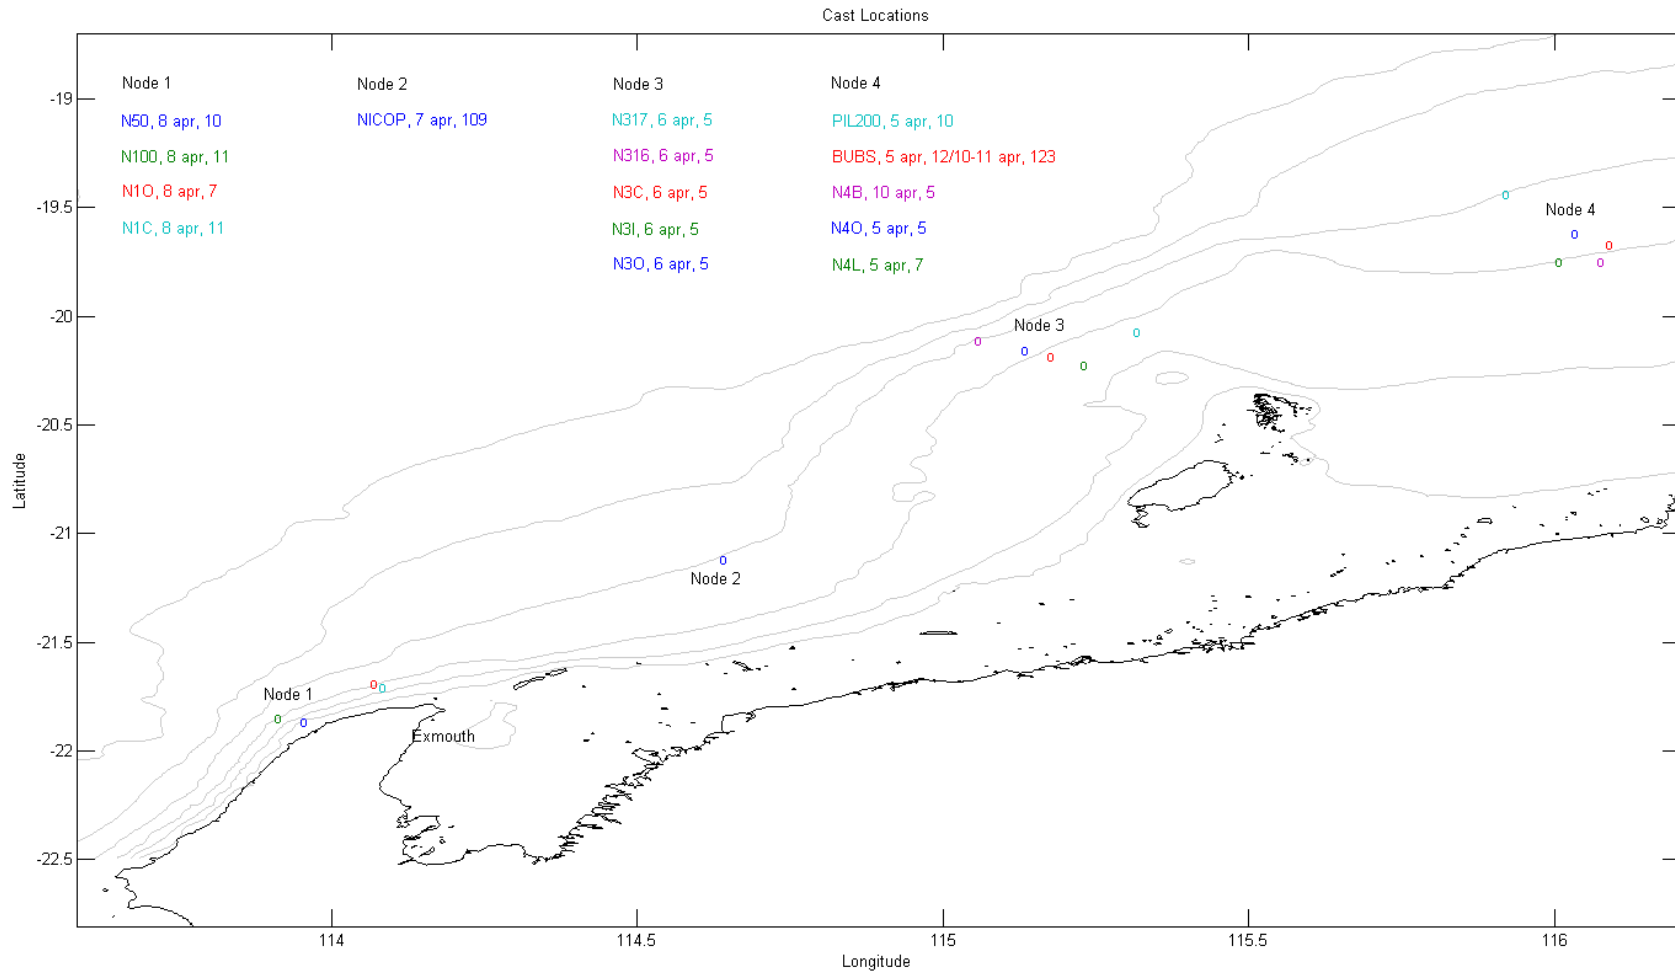 Cast Locations
Node 1
Node 2
Node 3
Node 4
N50, 8 apr, 10
NICOP, 7 apr, 109
N317, 6 apr, 5
PIL200, 5 apr, 10
N100, 8 apr, 11
N316, 6 apr, 5
BUBS, 5 apr, 12/10-11 apr, 123
N1O, 8 apr, 7
N3C, 6 apr, 5
N4B, 10 apr, 5
N1C, 8 apr, 11
N3I, 6 apr, 5
N4O, 5 apr, 5
N3O, 6 apr, 5
N4L, 5 apr, 7
-19
-19.5
-20
-20.5
-21
-21.5
-22
-22.5
Latitude
Node 4
Node 3
Node 2
Node 1
Exmouth
114
114.5
115
115.5
116
Longitude